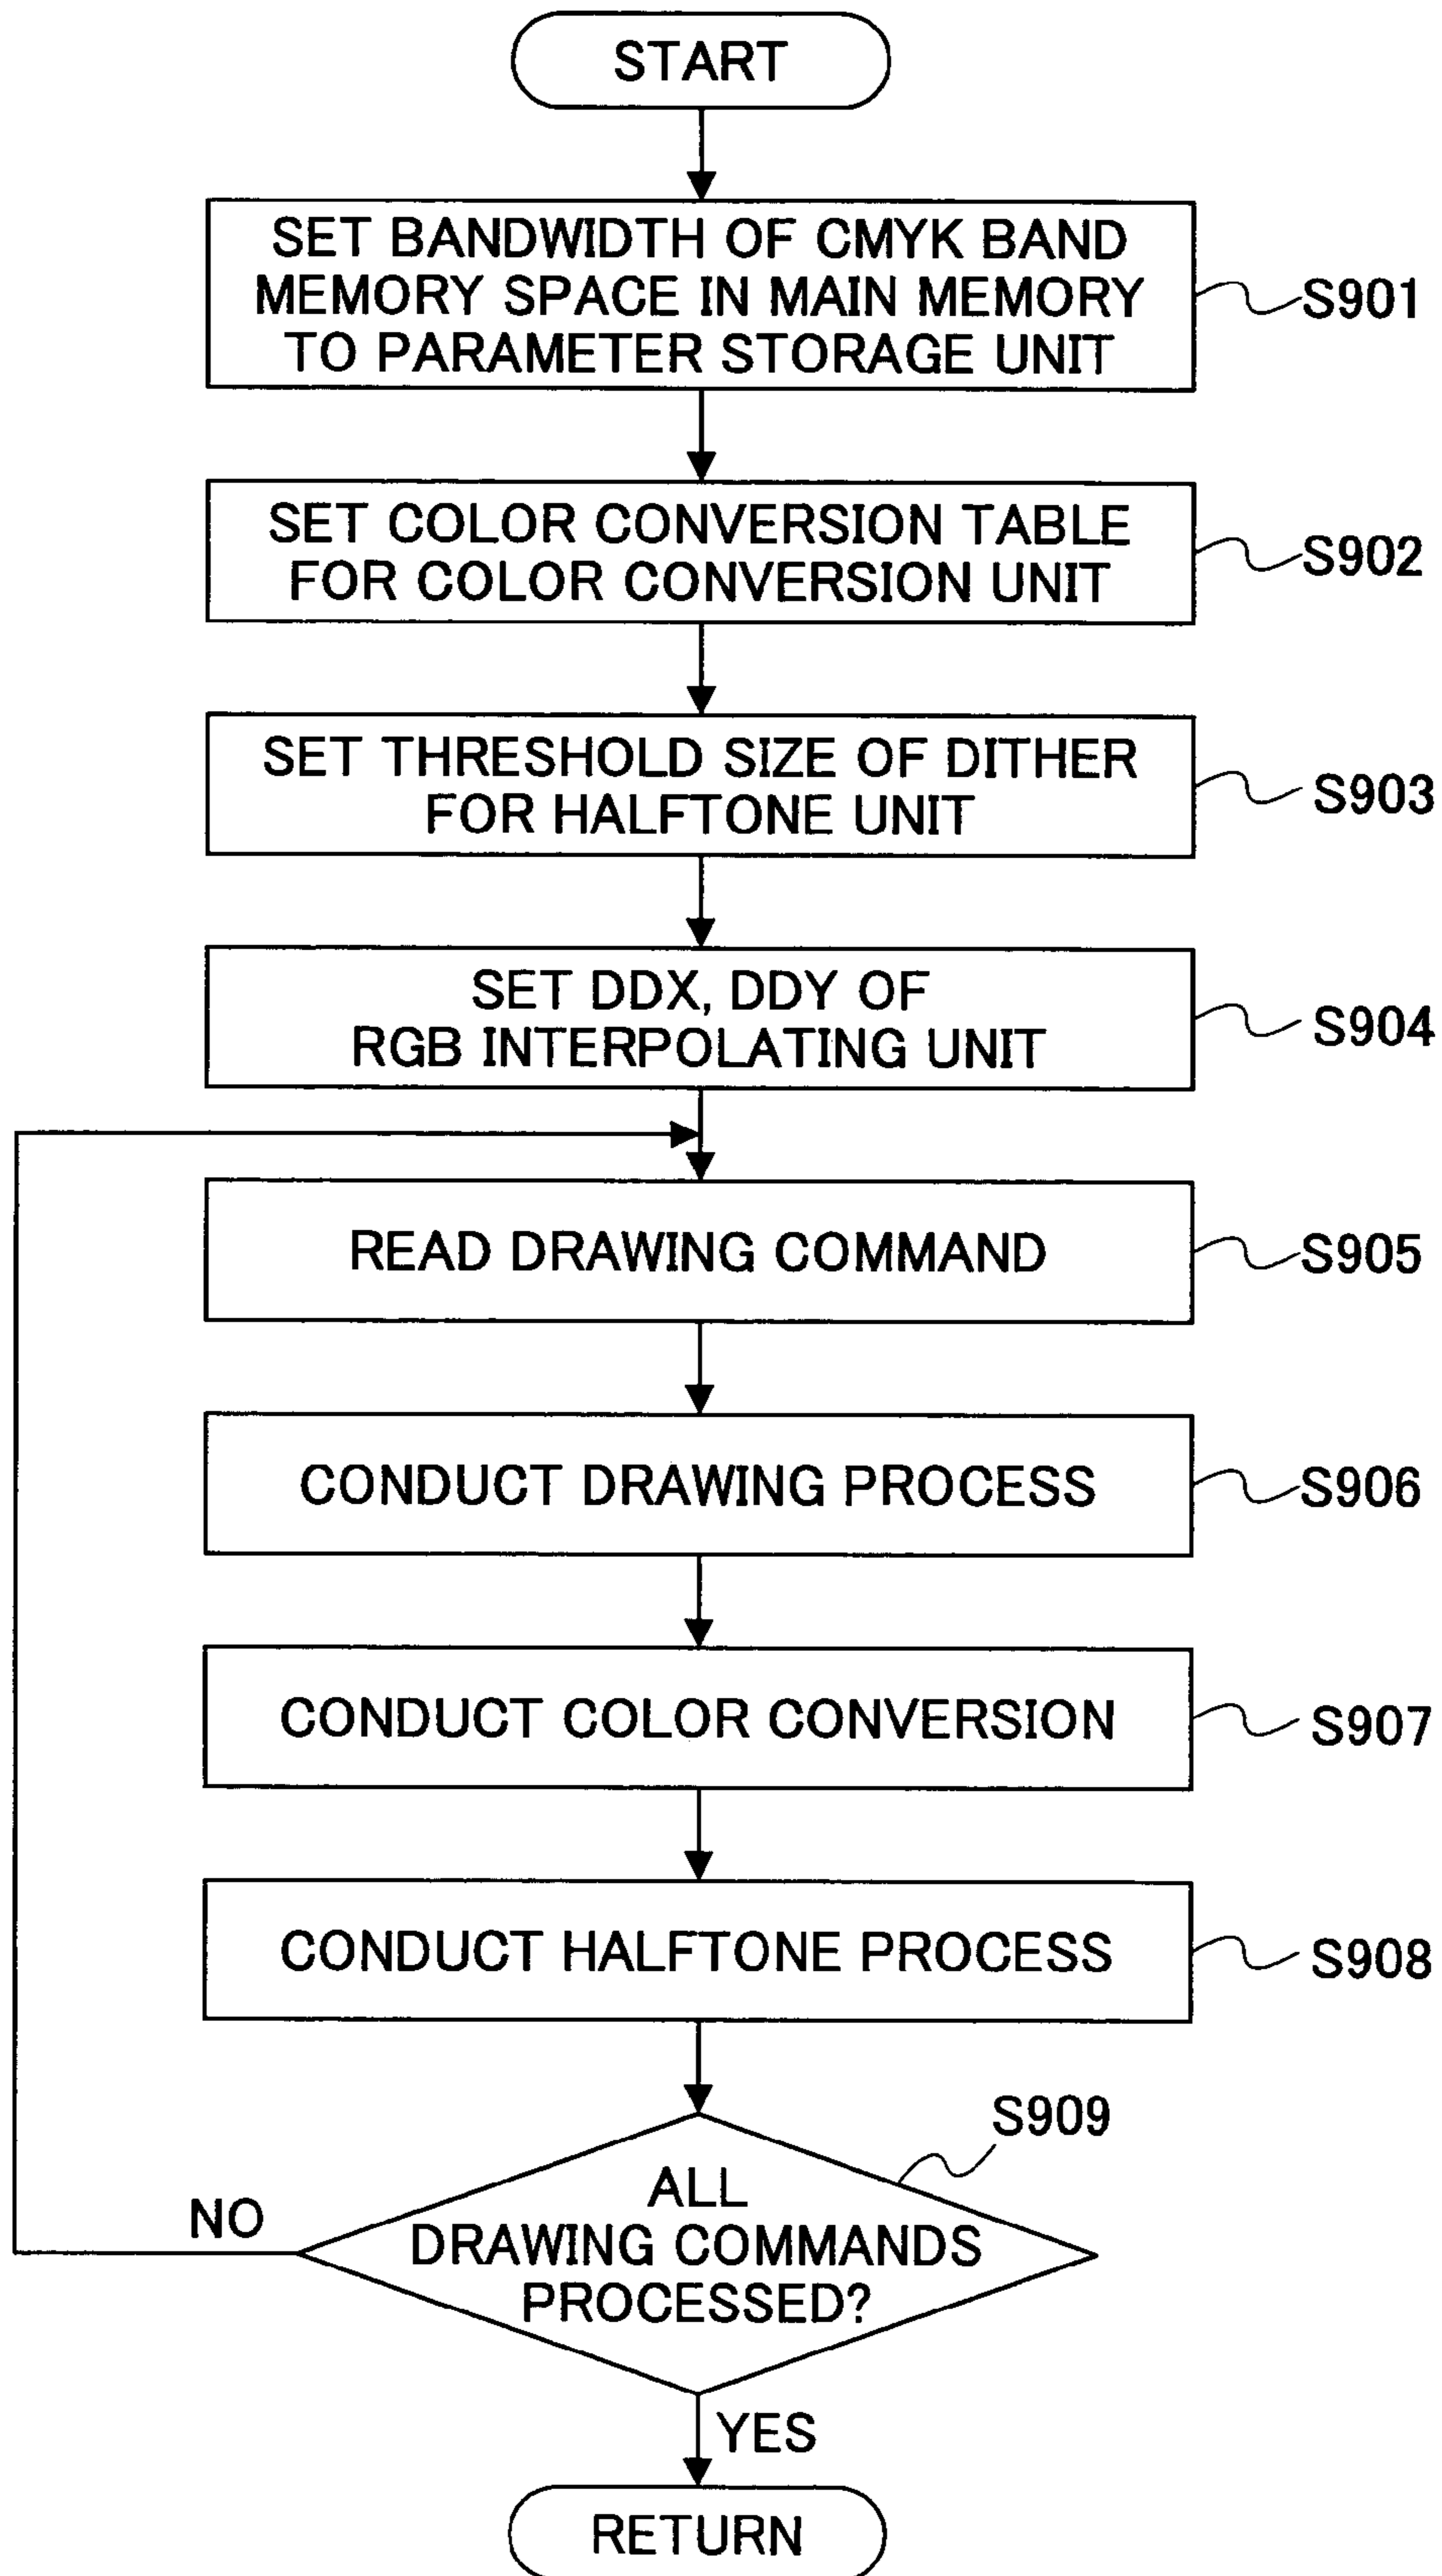 START
SET BANDWIDTH OF CMYK BAND
MEMORY SPACE IN MAIN MEMORY
TO PARAMETER STORAGE UNIT
S901
SET COLOR CONVERSION TABLE
FOR COLOR CONVERSION UNIT
S902
SET THRESHOLD SIZE OF DITHER
FOR HALFTONE UNIT
S903
SET DDX, DDY OF
RGB INTERPOLATING UNIT
S904
READ DRAWING COMMAND
S905
CONDUCT DRAWING PROCESS
S906
CONDUCT COLOR CONVERSION
S907
CONDUCT HALFTONE PROCESS
S908
S909
ALL
DRAWING COMMANDS
PROCESSED?
NO
YES
RETURN